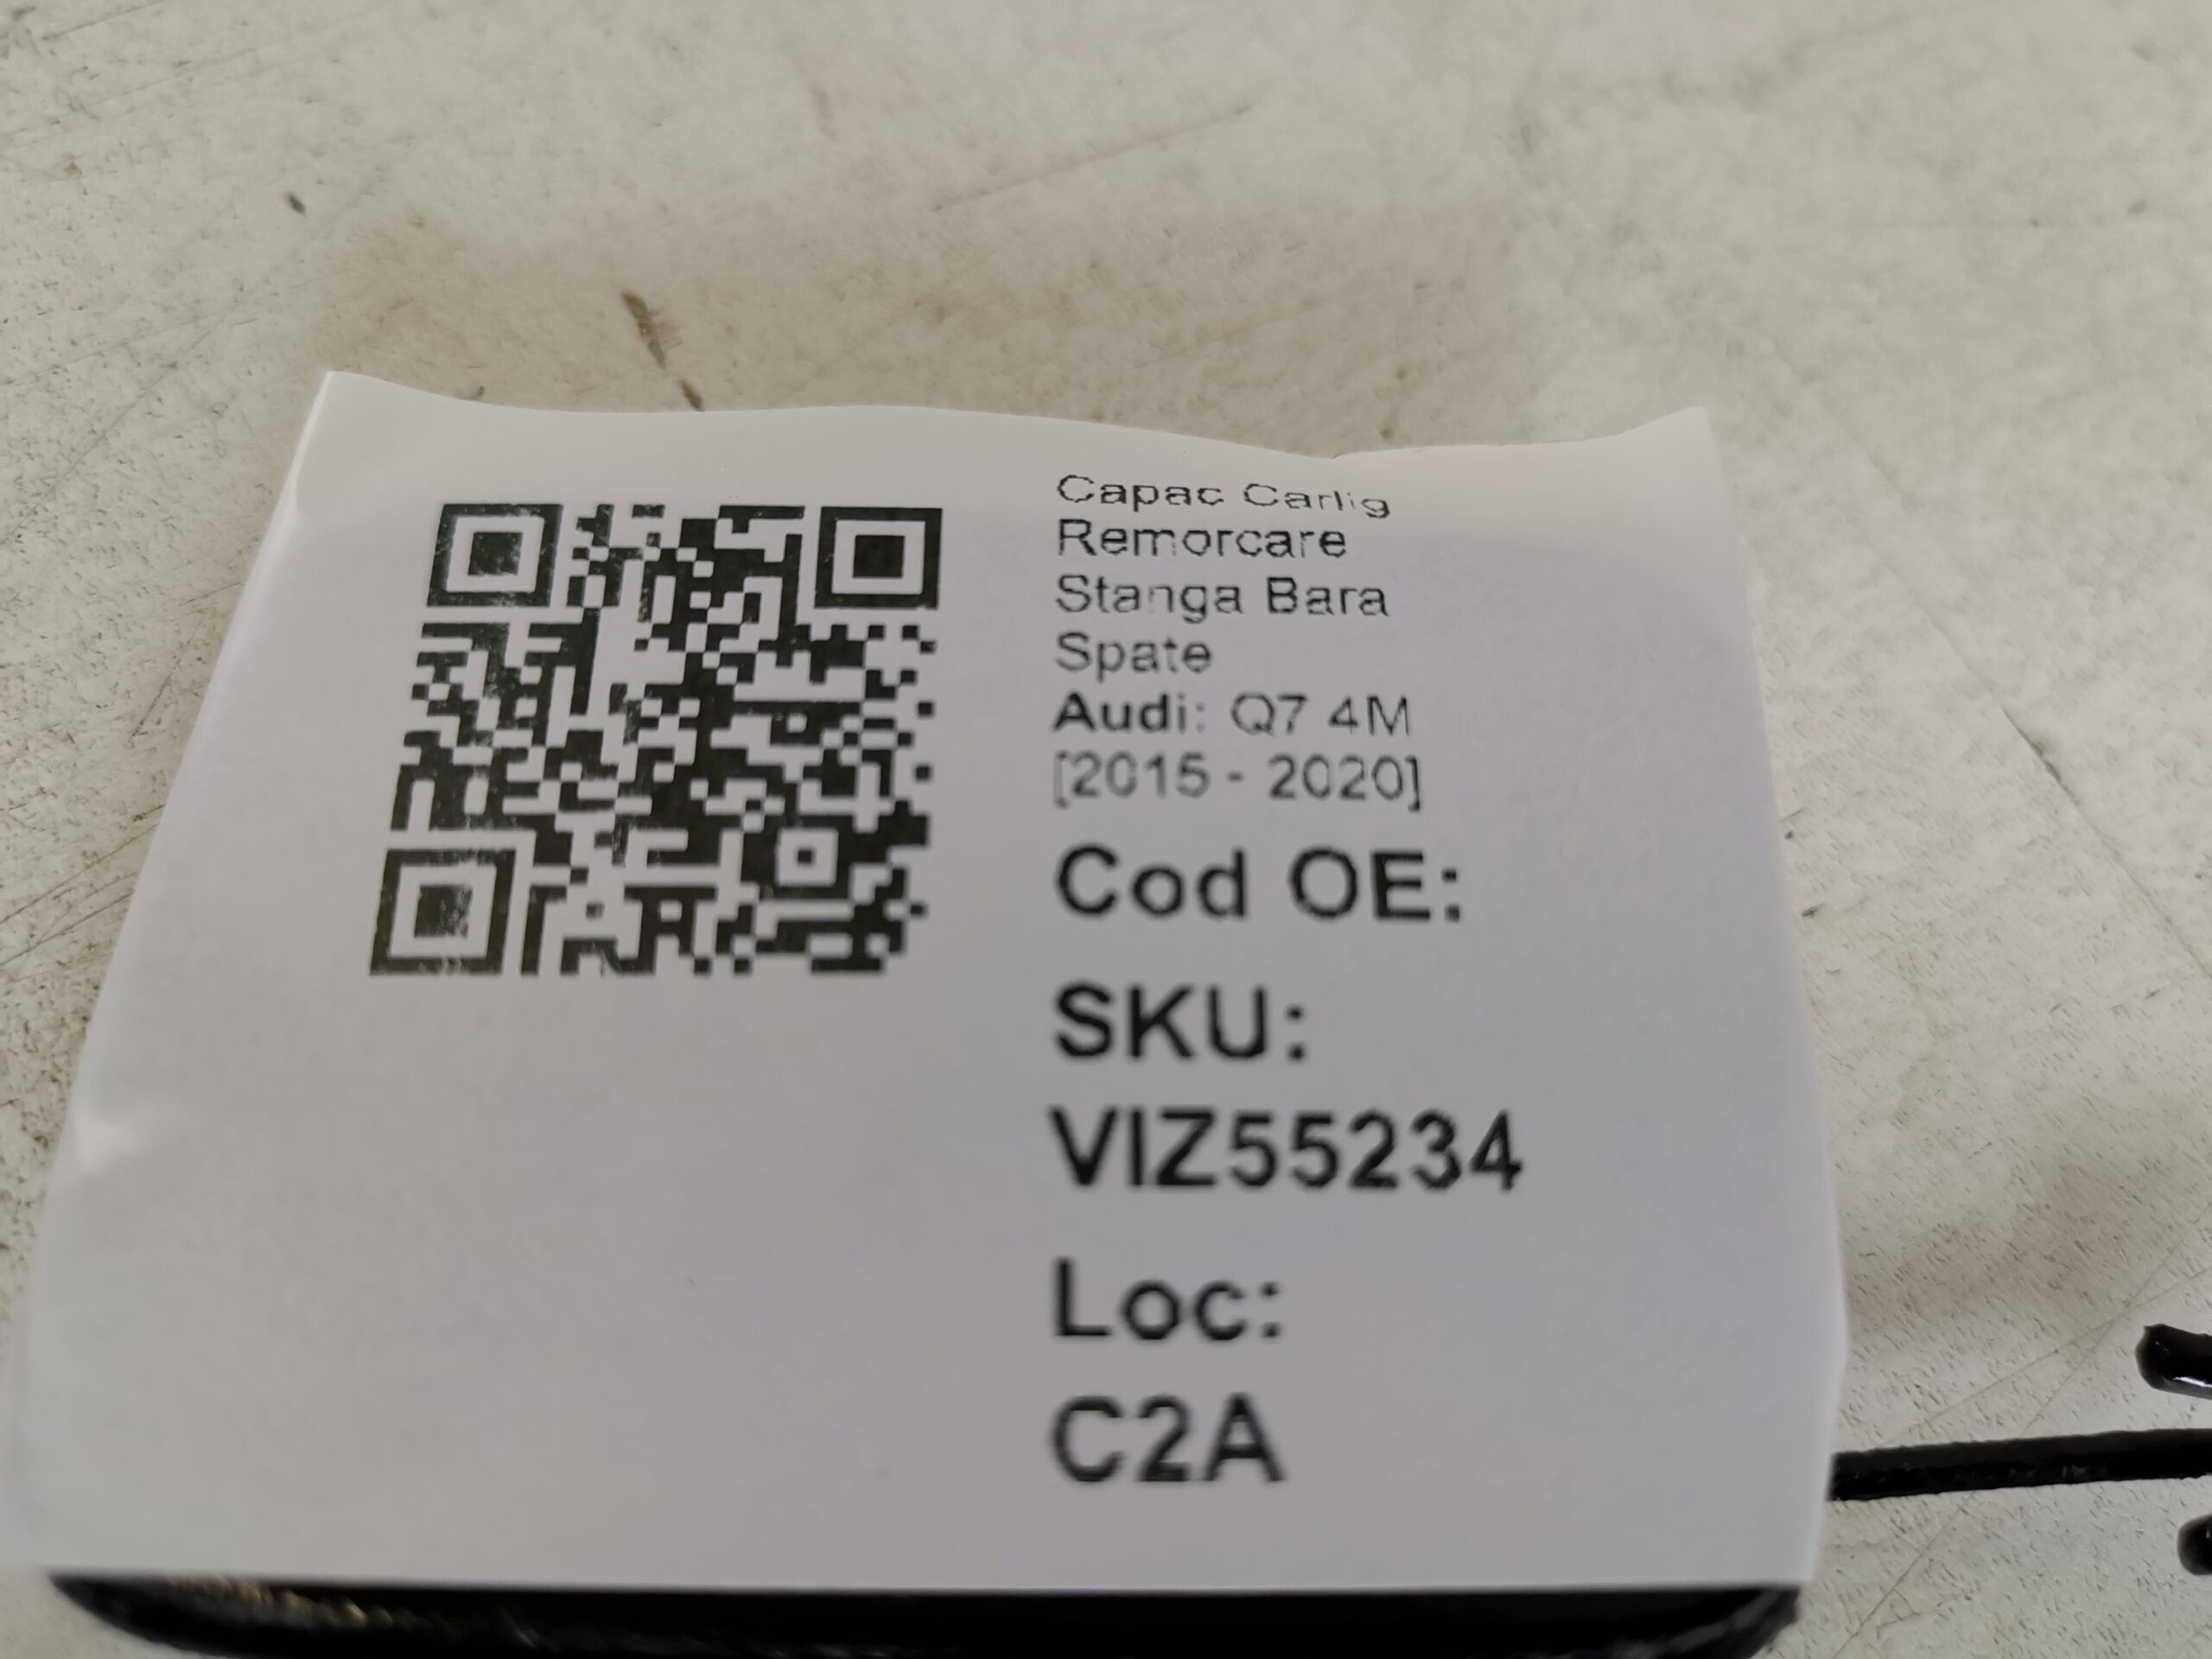 Capac Carlig
Remorcare
Stanga Bara
Spate
Audi: Q7 4M
[2015 - 2020]
Cod OE:
SKU:
VIZ55234
Loc:
C2A